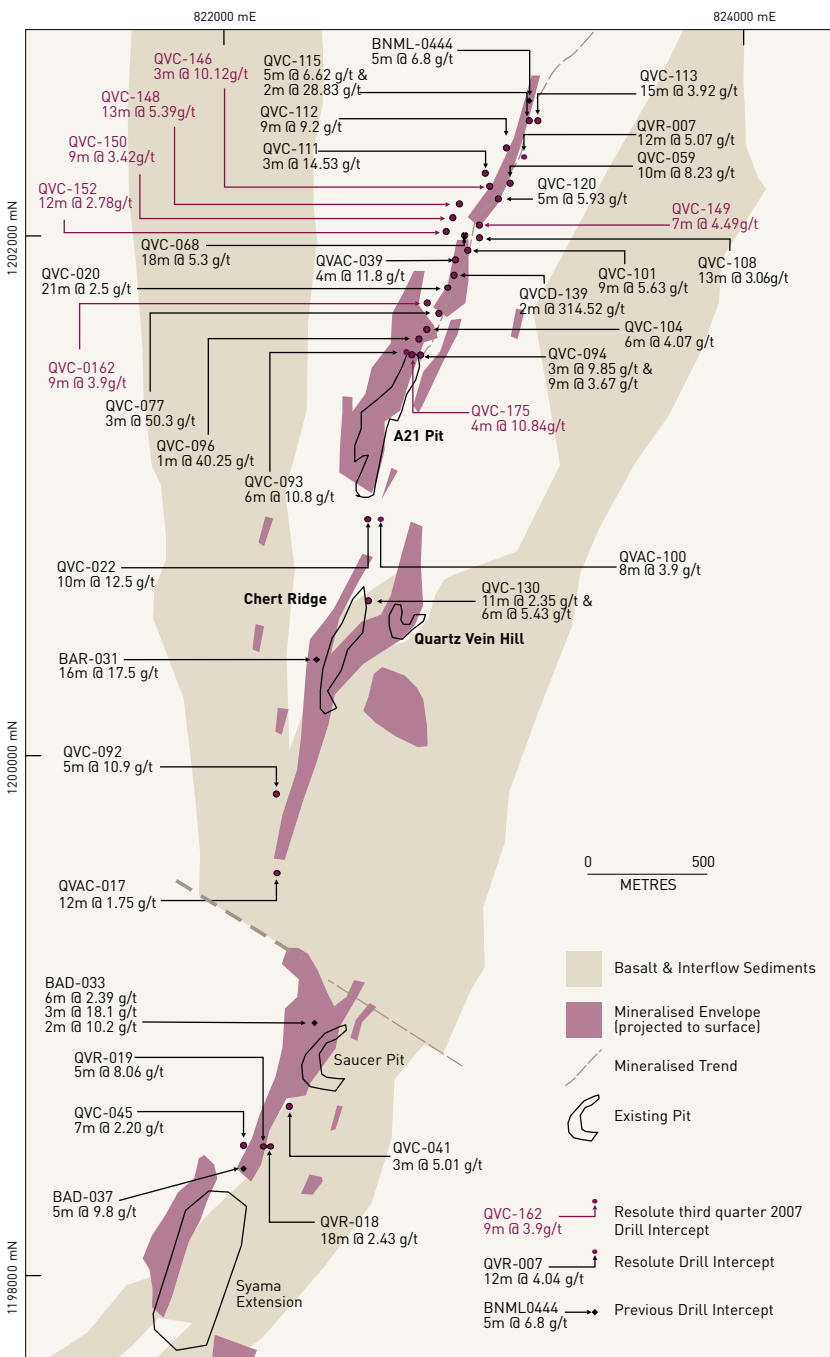 822000 mE
824000 mE
QVC-146
3m @ 10.12g/t
QVC-115
5m @ 6.62 g/t &
2m @ 28.83 g/t
BNML-0444
5m @ 6.8 g/t
QVC-113
15m @ 3.92 g/t
QVC-148
13m @ 5.39g/t
QVC-112
9m @ 9.2 g/t
QVR-007
12m @ 5.07 g/t
QVC-150
9m @ 3.42g/t
QVC-111
3m @ 14.53 g/t
QVC-059
10m @ 8.23 g/t
QVC-152
12m @ 2.78g/t
QVC-120
5m @ 5.93 g/t
QVC-149
7m @ 4.49g/t
1202000 mN
QVC-068
18m @ 5.3 g/t
QVAC-039
4m @ 11.8 g/t
QVC-101
9m @ 5.63 g/t
QVC-108
13m @ 3.06g/t
QVC-020
21m @ 2.5 g/t
QVCD-139
2m @ 314.52 g/t
QVC-104
6m @ 4.07 g/t
QVC-0162
9m @ 3.9g/t
QVC-094
3m @ 9.85 g/t &
9m @ 3.67 g/t
QVC-077
3m @ 50.3 g/t
QVC-175
4m @ 10.84g/t
QVC-096
1m @ 40.25 g/t
A21 Pit
QVC-093
6m @ 10.8 g/t
QVC-022
10m @ 12.5 g/t
QVAC-100
8m @ 3.9 g/t
Chert Ridge
QVC-130
11m @ 2.35 g/t &
6m @ 5.43 g/t
Quartz Vein Hill
BAR-031
16m @ 17.5 g/t
1200000 mN
QVC-092
5m @ 10.9 g/t
0 500
METRES
QVAC-017
12m @ 1.75 g/t
Basalt & Interflow Sediments
BAD-033
6m @ 2.39 g/t
3m @ 18.1 g/t
2m @ 10.2 g/t
Mineralised Envelope
(projected to surface)
QVR-019
5m @ 8.06 g/t
Saucer Pit
Mineralised Trend
QVC-045
7m @ 2.20 g/t
Existing Pit
QVC-041
3m @ 5.01 g/t
BAD-037
5m @ 9.8 g/t
QVR-018
18m @ 2.43 g/t
QVC-162
9m @ 3.9g/t
Resolute third quarter 2007
Drill Intercept
1198000 mN
QVR-007
12m @ 4.04 g/t
Resolute Drill Intercept
Syama
Extension
BNML0444
5m @ 6.8 g/t
Previous Drill Intercept